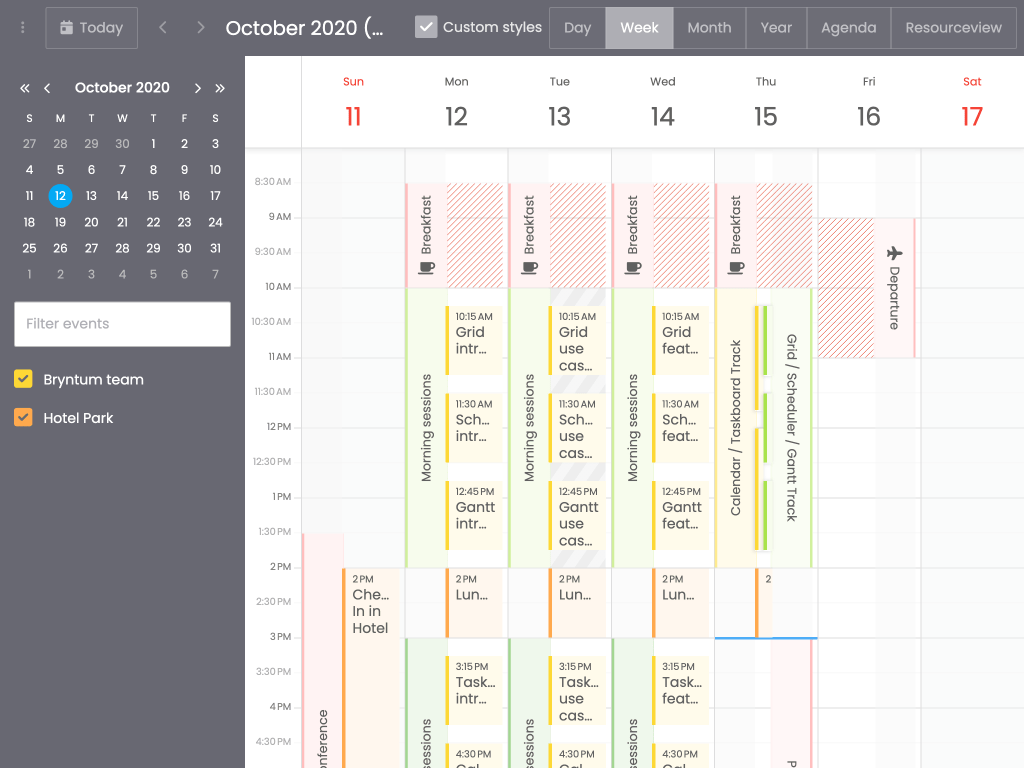 Today
October 2020 (...
Custom styles
Day
Week
Month
Year
Agenda
Resourceview
October 2020
S M T W T F S
27 28 29 30 1 2 3
4 5 6 7 8 9 10
11 12 13 14 15 16 17
18 19 20 21 22 23 24
25 26 27 28 29 30 31
1 2 3 4 5 6 7
Filter events
Bryntum team
Hotel Park
Sun Mon Tue Wed Thu Fri Sat
11 12 13 14 15 16 17
8:30 AM
9 AM
9:30 AM
10 AM
10:30 AM
11 AM
11:30 AM
12 PM
12:30 PM
1 PM
1:30 PM
2 PM
2:30 PM
3 PM
3:30 PM
4 PM
4:30 PM
onference
2 PM
Che...
In in
Hotel
Breakfast
Morning sessions
10:15 AM
Grid
intr...
11:30 AM
Sch...
intr...
12:45 PM
Gantt
intr...
2 PM
Lun...
sessions
3:15 PM
Task...
intr...
4:30 PM
Breakfast
Morning sessions
10:15 AM
Grid
use
cas...
11:30 AM
Sch...
use
cas...
12:45 PM
Gantt
use
cas...
2 PM
Lun...
sessions
3:15 PM
Task...
use
cas...
4:30 PM
Breakfast
Morning sessions
10:15 AM
Grid
feat...
11:30 AM
Sch...
feat...
12:45 PM
Gantt
feat...
2 PM
Lun...
sessions
3:15 PM
Task...
feat...
4:30 PM
Breakfast
Calendar / Taskboard Track
Grid / Scheduler / Gantt Track
2
P
Departure